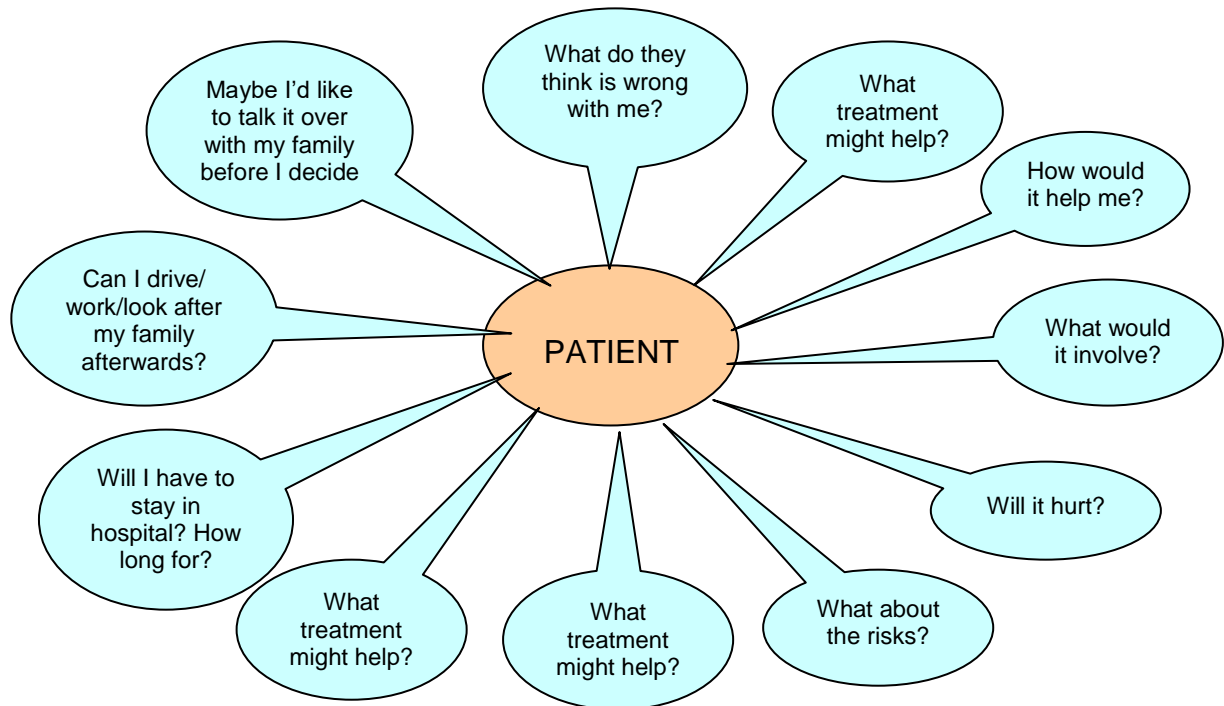 What do they
think is wrong
with me?
What
treatment
might help?
How would
it help me?
What would
it involve?
Will it hurt?
What about
the risks?
What
treatment
might help?
What
treatment
might help?
Will I have to
stay in
hospital? How
long for?
Can I drive/
work/look after
my family
afterwards?
Maybe I’d like
to talk it over
with my family
before I decide
PATIENT